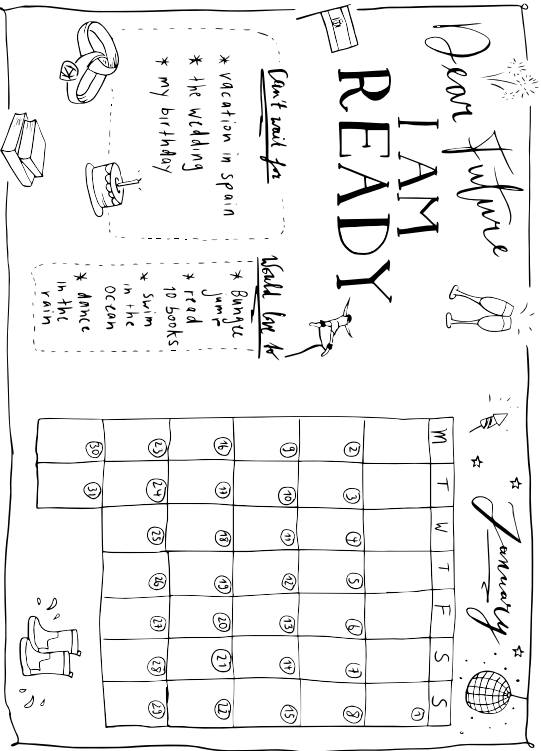 Dear Future
I AM
READY
Can't wait for
* vacation in spain
* the wedding
* my birthday
Would love to
* Bungee
jump
* read
10 books
* swim
in the
ocean
* dance
in the
rain
January
M T W T F S S
1
2 3 4 5 6 7 8
9 10 11 12 13 14 15
16 17 18 19 20 21 22
23 24 25 26 27 28 29
30 31